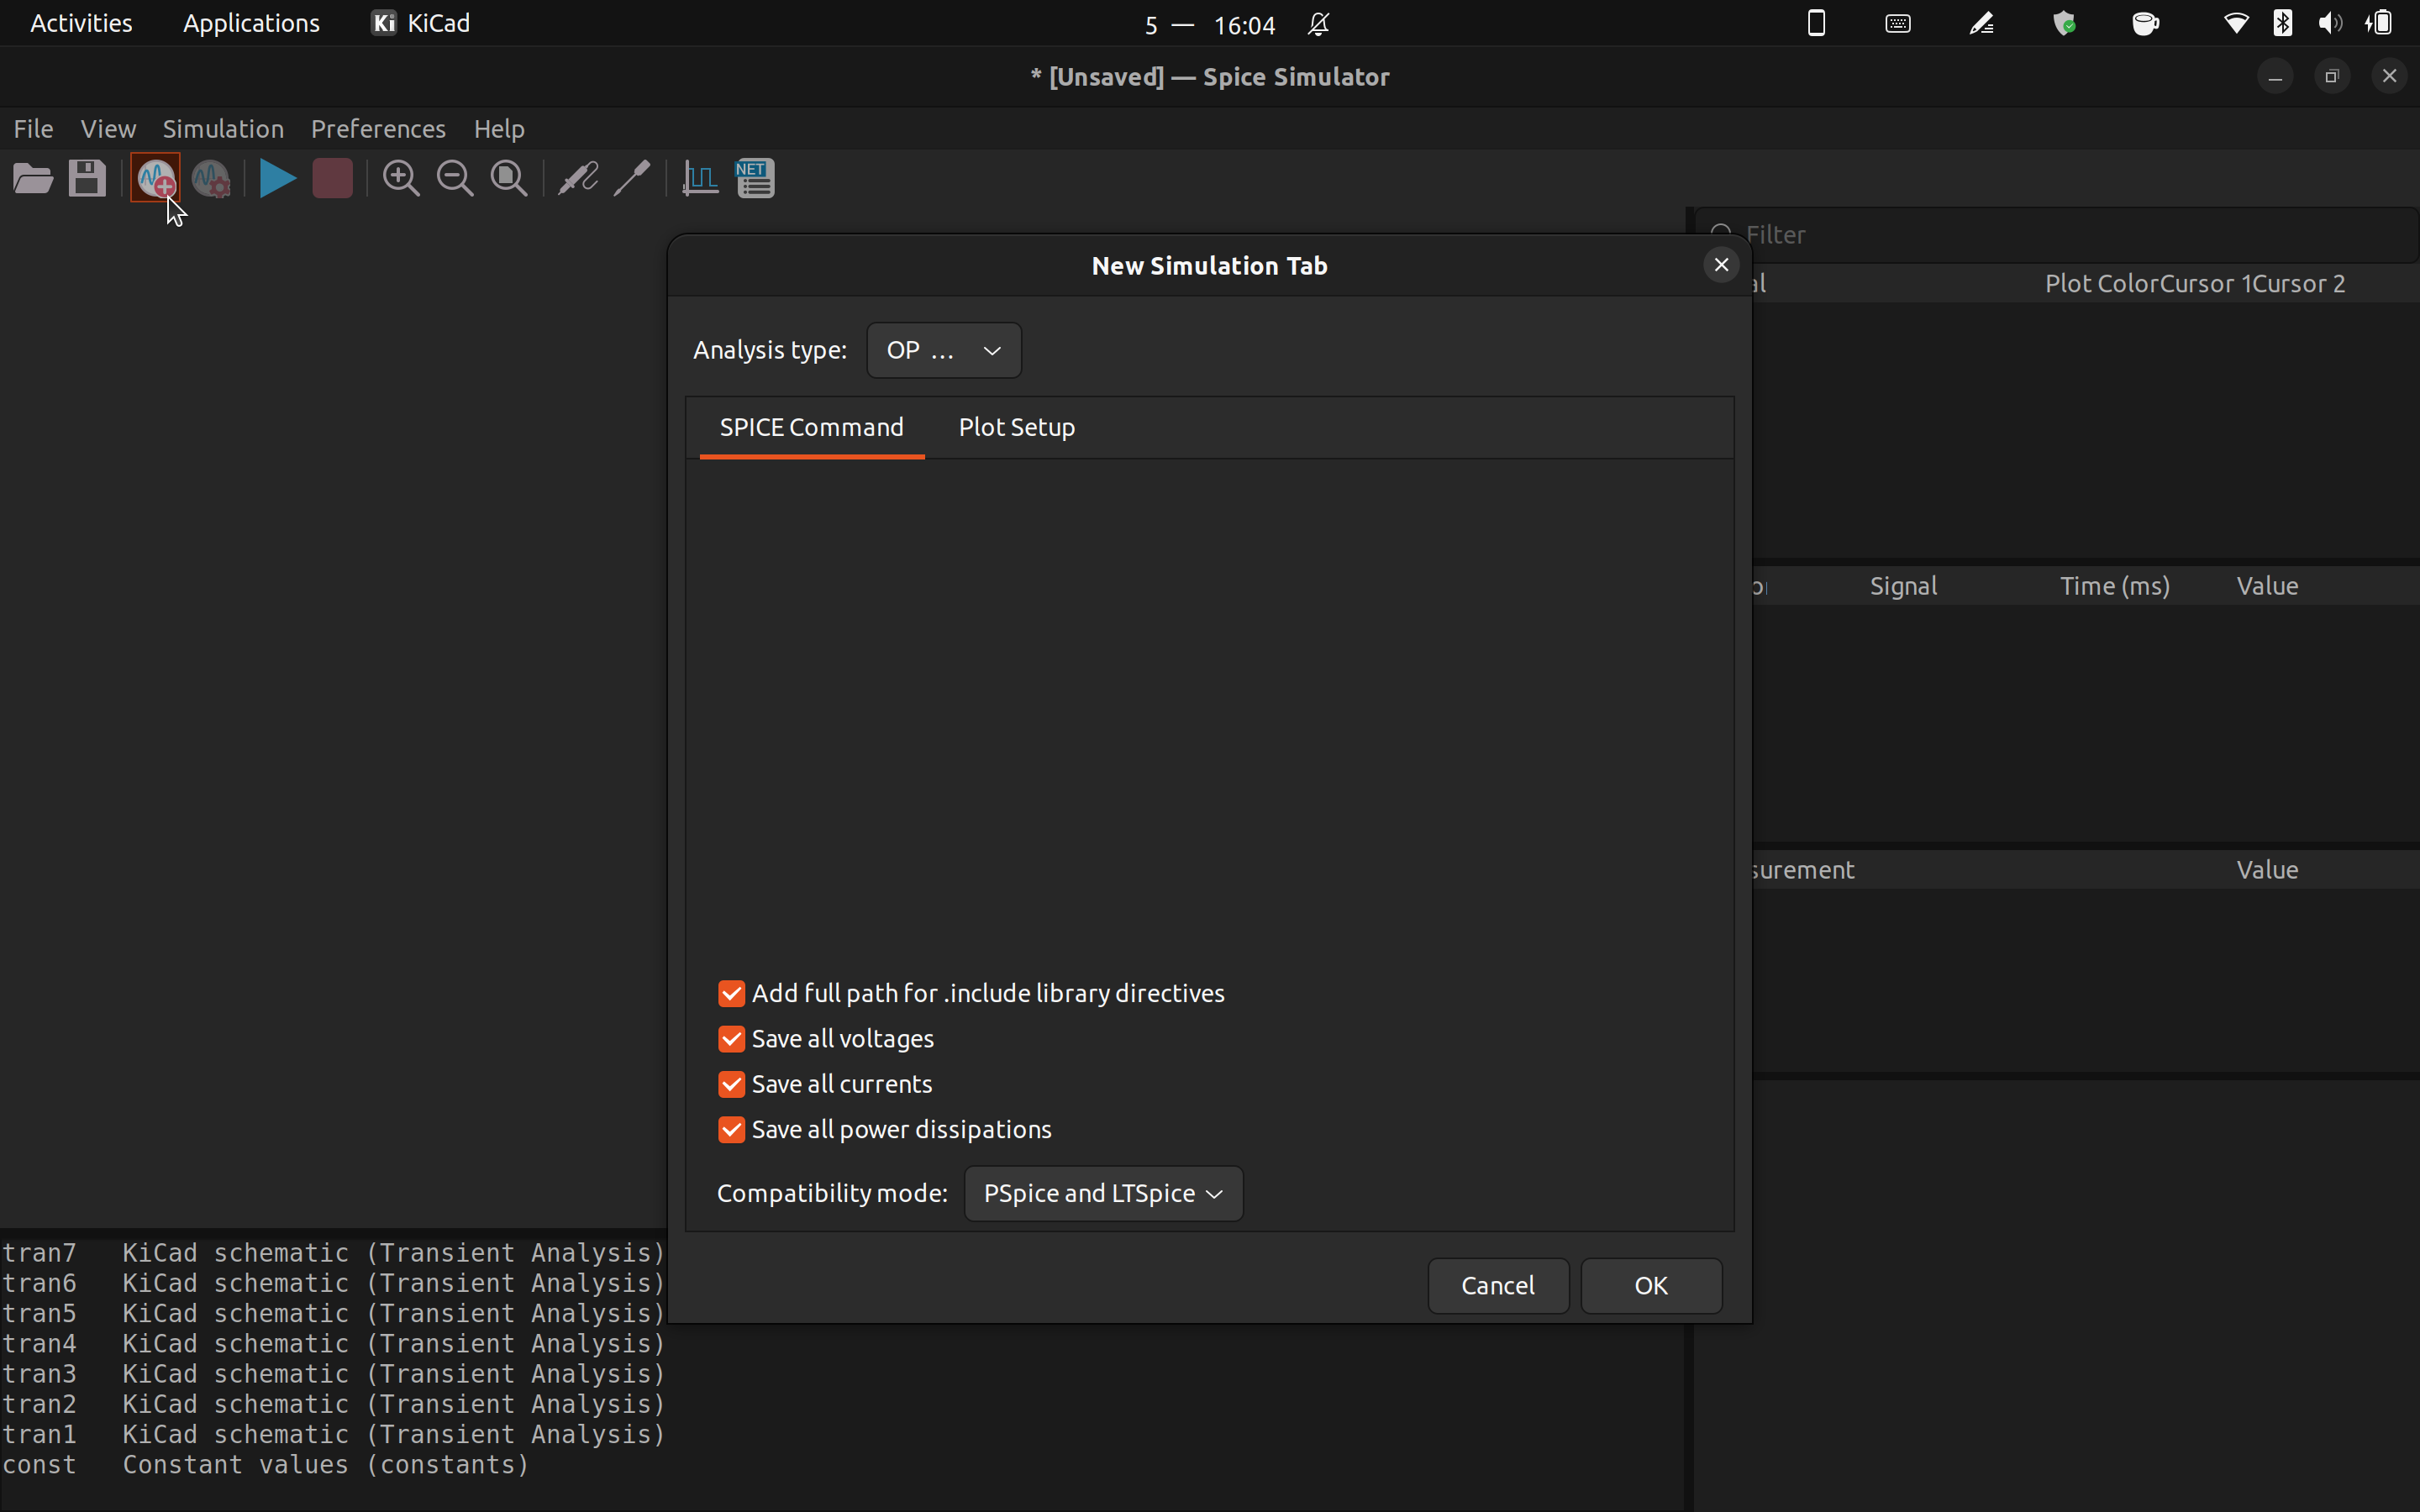 Activities Applications Ki KiCad 5 — 16:04
* [Unsaved] — Spice Simulator
File View Simulation Preferences Help
NET
Filter
New Simulation Tab
Plot Color Cursor 1 Cursor 2
Analysis type: OP ...
SPICE Command Plot Setup
Signal Time (ms) Value
surement Value
Add full path for .include library directives
Save all voltages
Save all currents
Save all power dissipations
Compatibility mode: PSpice and LTSpice
Cancel OK
tran7 KiCad schematic (Transient Analysis)
tran6 KiCad schematic (Transient Analysis)
tran5 KiCad schematic (Transient Analysis)
tran4 KiCad schematic (Transient Analysis)
tran3 KiCad schematic (Transient Analysis)
tran2 KiCad schematic (Transient Analysis)
tran1 KiCad schematic (Transient Analysis)
const Constant values (constants)